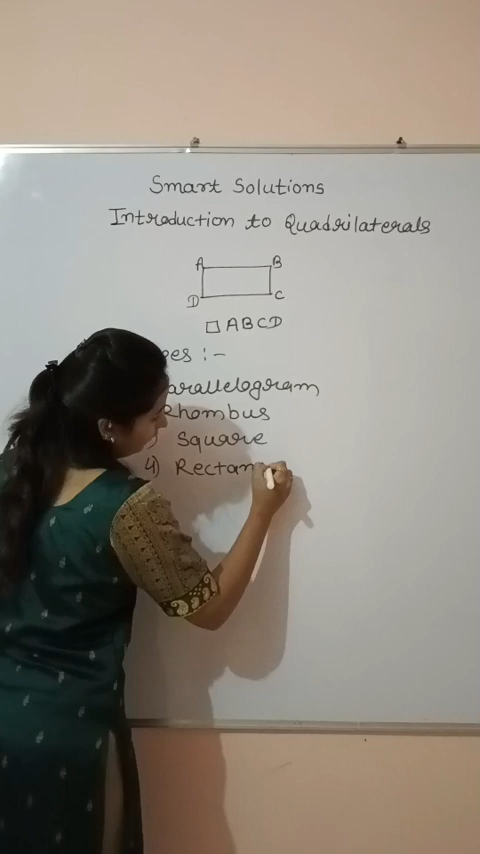 Smart Solutions
Introduction to Quadrilaterals
A B
D C
□ ABCD
es :-
arallelogram
Rhombus
Square
4) Rectan